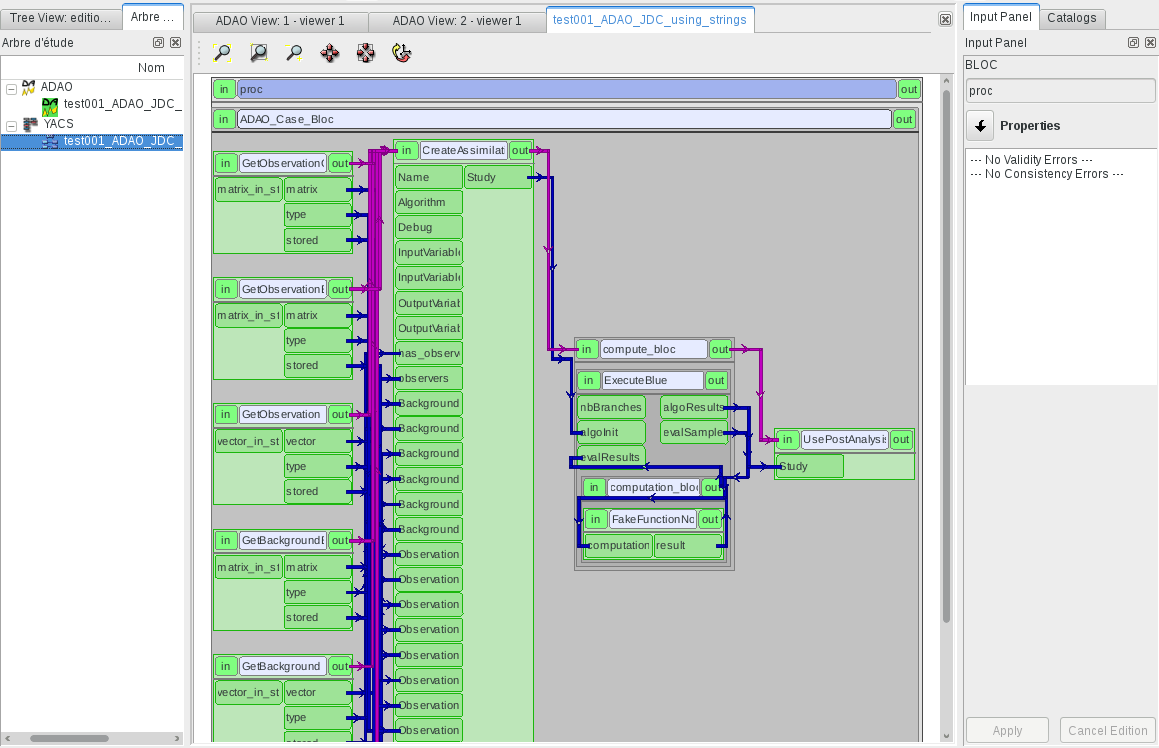 Tree View: editio...
Arbre ...
Arbre d'étude
Nom
ADAO
test001_ADAO_JDC_
YACS
test001_ADAO_JDC_
ADAO View: 1 - viewer 1
ADAO View: 2 - viewer 1
test001_ADAO_JDC_using_strings
in
proc
out
in
ADAO_Case_Bloc
out
in
GetObservation
out
matrix_in_st
matrix
type
stored
in
GetObservation
out
matrix_in_st
matrix
type
stored
in
GetObservation
out
vector_in_st
vector
type
stored
in
GetBackground
out
matrix_in_st
matrix
type
stored
in
GetBackground
out
vector_in_st
vector
type
stored
in
CreateAssimilat
out
Name
Study
Algorithm
Debug
InputVariable
InputVariable
OutputVariab
OutputVariab
has_observ
observers
Background
Background
Background
Background
Background
Background
Observation
Observation
Observation
Observation
Observation
Observation
Observation
Observation
in
compute_bloc
out
in
ExecuteBlue
out
nbBranches
algoResults
algoInit
evalSample
evalResults
in
computation_bloc
out
in
FakeFunctionNo
out
computation
result
in
UsePostAnalysis
out
Study
Input Panel
Catalogs
Input Panel
BLOC
proc
Properties
--- No Validity Errors ---
--- No Consistency Errors ---
Apply
Cancel Edition